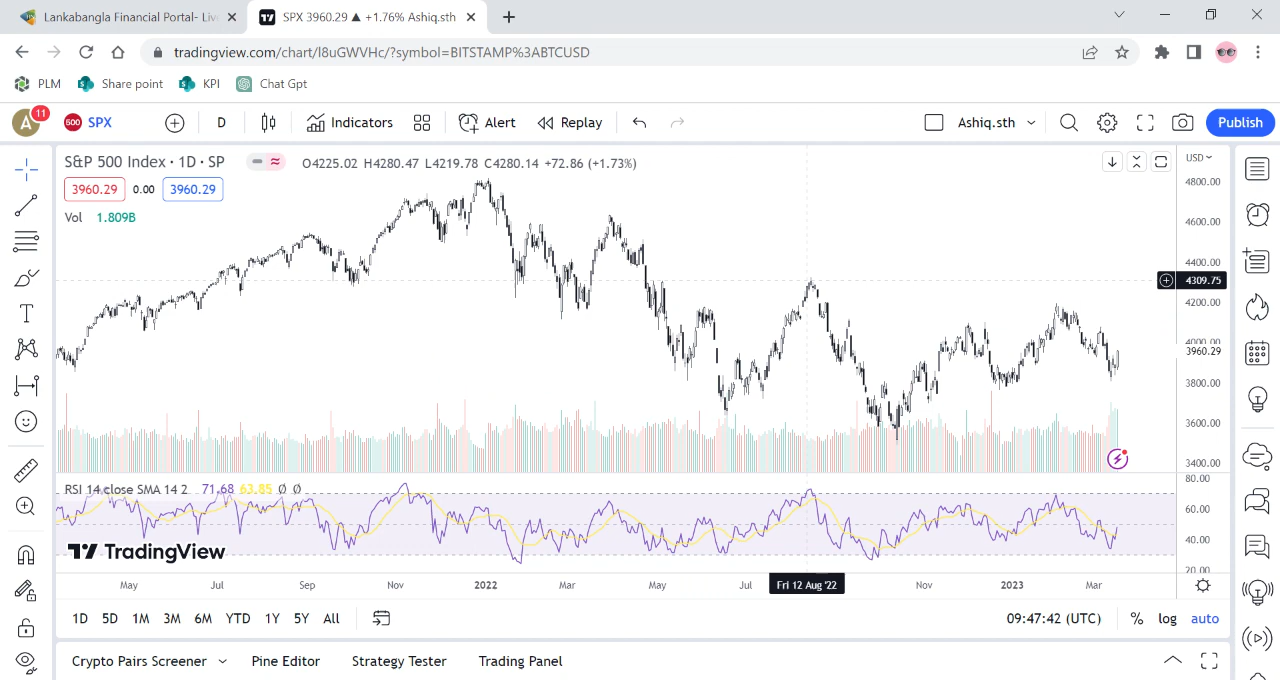 Lankabangla Financial Portal- Liv
SPX 3960.29 ▲ +1.76% Ashiq.sth
tradingview.com/chart/l8uGWVHc/?symbol=BITSTAMP%3ABTCUSD
PLM
Share point
KPI
Chat Gpt
A
11
500
SPX
D
Indicators
Alert
Replay
Ashiq.sth
Publish
S&P 500 Index · 1D · SP
O4225.02 H4280.47 L4219.78 C4280.14 +72.86 (+1.73%)
USD
3960.29
0.00
3960.29
Vol 1.809B
4800.00
4600.00
4400.00
4309.75
4200.00
4000.00
3960.29
3800.00
3600.00
3400.00
RSI 14 close SMA 14 2 71.68 63.85 Ø Ø
80.00
60.00
40.00
20.00
TradingView
May
Jul
Sep
Nov
2022
Mar
May
Jul
Fri 12 Aug '22
Nov
2023
Mar
1D
5D
1M
3M
6M
YTD
1Y
5Y
All
09:47:42 (UTC)
%
log
auto
Crypto Pairs Screener
Pine Editor
Strategy Tester
Trading Panel